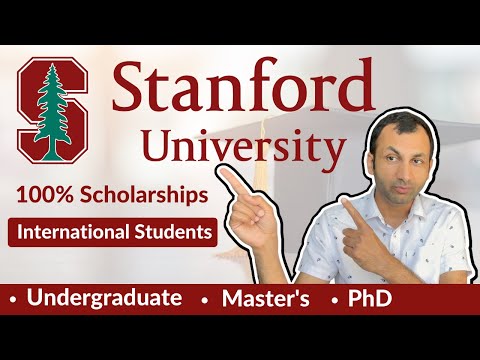 Stanford
University
100% Scholarships
International Students
• Undergraduate • Master's • PhD